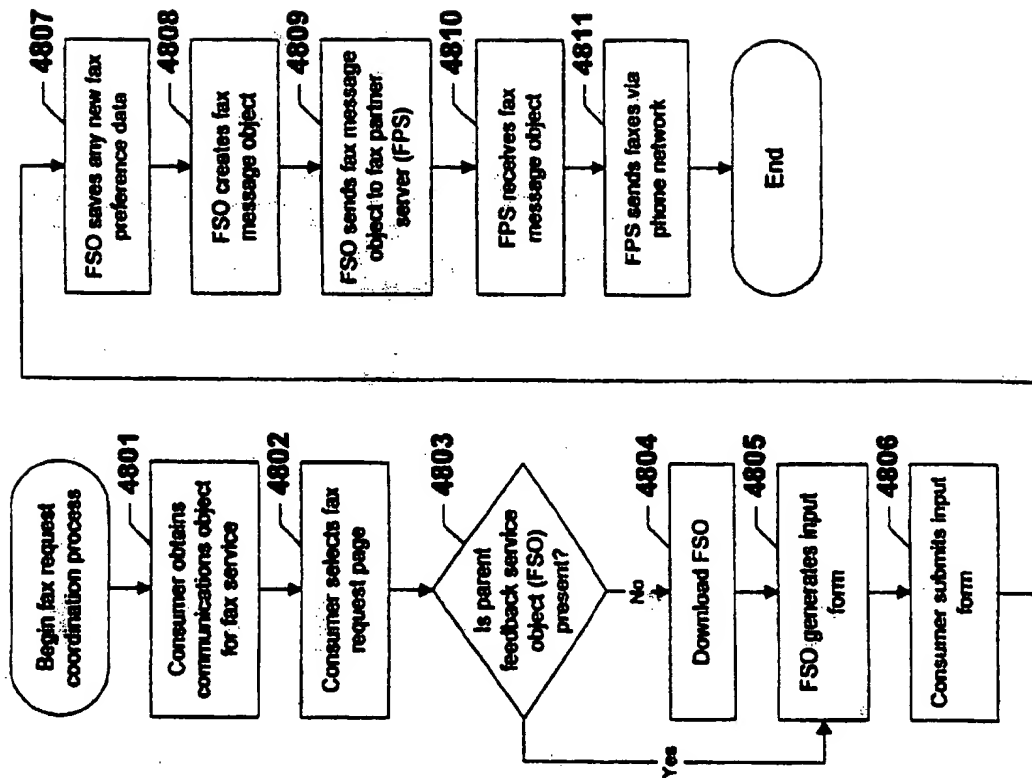 Begin fax request
coordination process
4801
Consumer obtains
communications object
for fax service
4802
Consumer selects fax
request page
4803
Is parent
feedback service
object (FSO)
present?
Yes
No
4804
Download FSO
4805
FSO generates input
form
4806
Consumer submits input
form
4807
FSO saves any new fax
preference data
4808
FSO creates fax
message object
4809
FSO sends fax message
object to fax partner
server (FPS)
4810
FPS receives fax
message object
4811
FPS sends faxes via
phone network
End